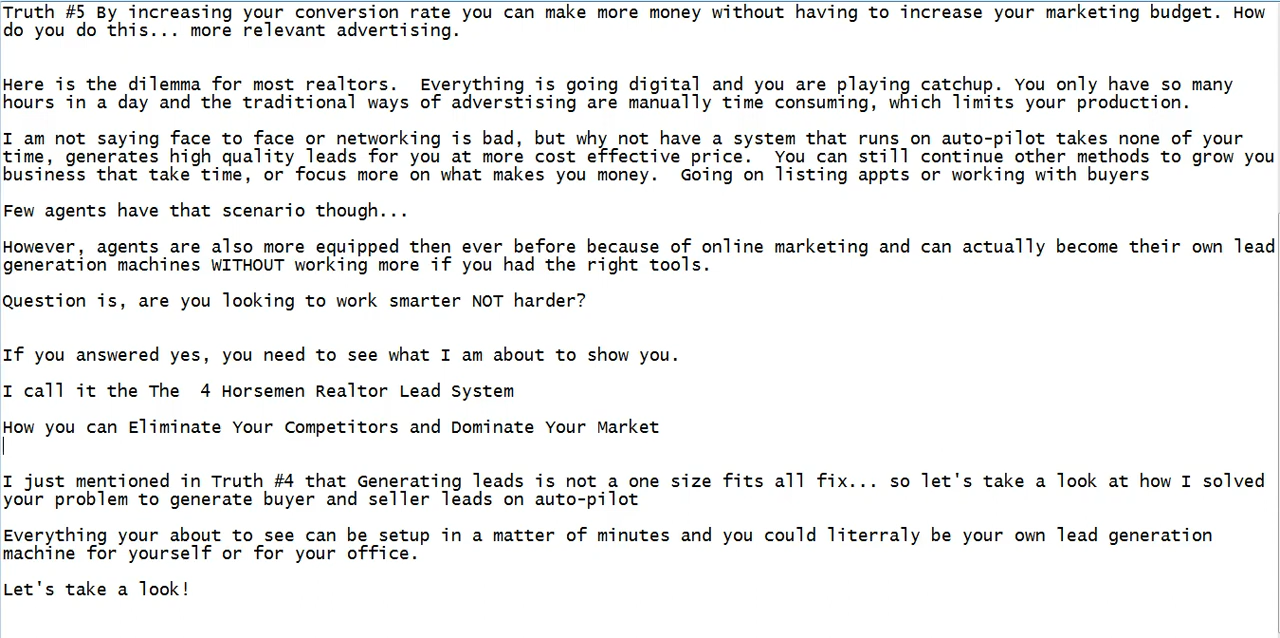 Truth #5 By increasing your conversion rate you can make more money without having to increase your marketing budget. How
do you do this... more relevant advertising.
Here is the dilemma for most realtors.  Everything is going digital and you are playing catchup. You only have so many
hours in a day and the traditional ways of adverstising are manually time consuming, which limits your production.
I am not saying face to face or networking is bad, but why not have a system that runs on auto-pilot takes none of your
time, generates high quality leads for you at more cost effective price.  You can still continue other methods to grow you
business that take time, or focus more on what makes you money.  Going on listing appts or working with buyers
Few agents have that scenario though...
However, agents are also more equipped then ever before because of online marketing and can actually become their own lead
generation machines WITHOUT working more if you had the right tools.
Question is, are you looking to work smarter NOT harder?
If you answered yes, you need to see what I am about to show you.
I call it the The  4 Horsemen Realtor Lead System
How you can Eliminate Your Competitors and Dominate Your Market
I just mentioned in Truth #4 that Generating leads is not a one size fits all fix... so let's take a look at how I solved
your problem to generate buyer and seller leads on auto-pilot
Everything your about to see can be setup in a matter of minutes and you could literraly be your own lead generation
machine for yourself or for your office.
Let's take a look!